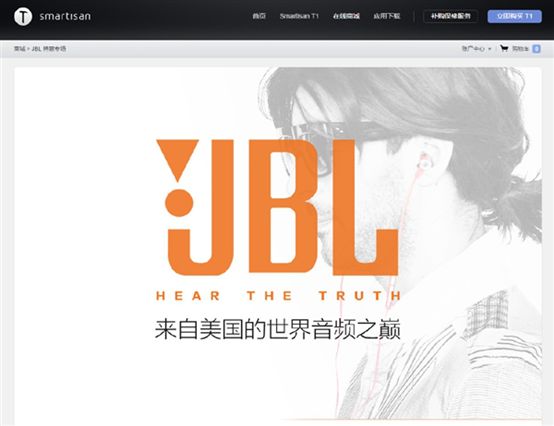 T smartisan
首页 Smartisan T1 在线商城 应用下载 补购保修服务 立即购买 T1
商城 > JBL 特惠专场 账户中心 购物车 0
JBL
HEAR THE TRUTH
来自美国的世界音频之巅